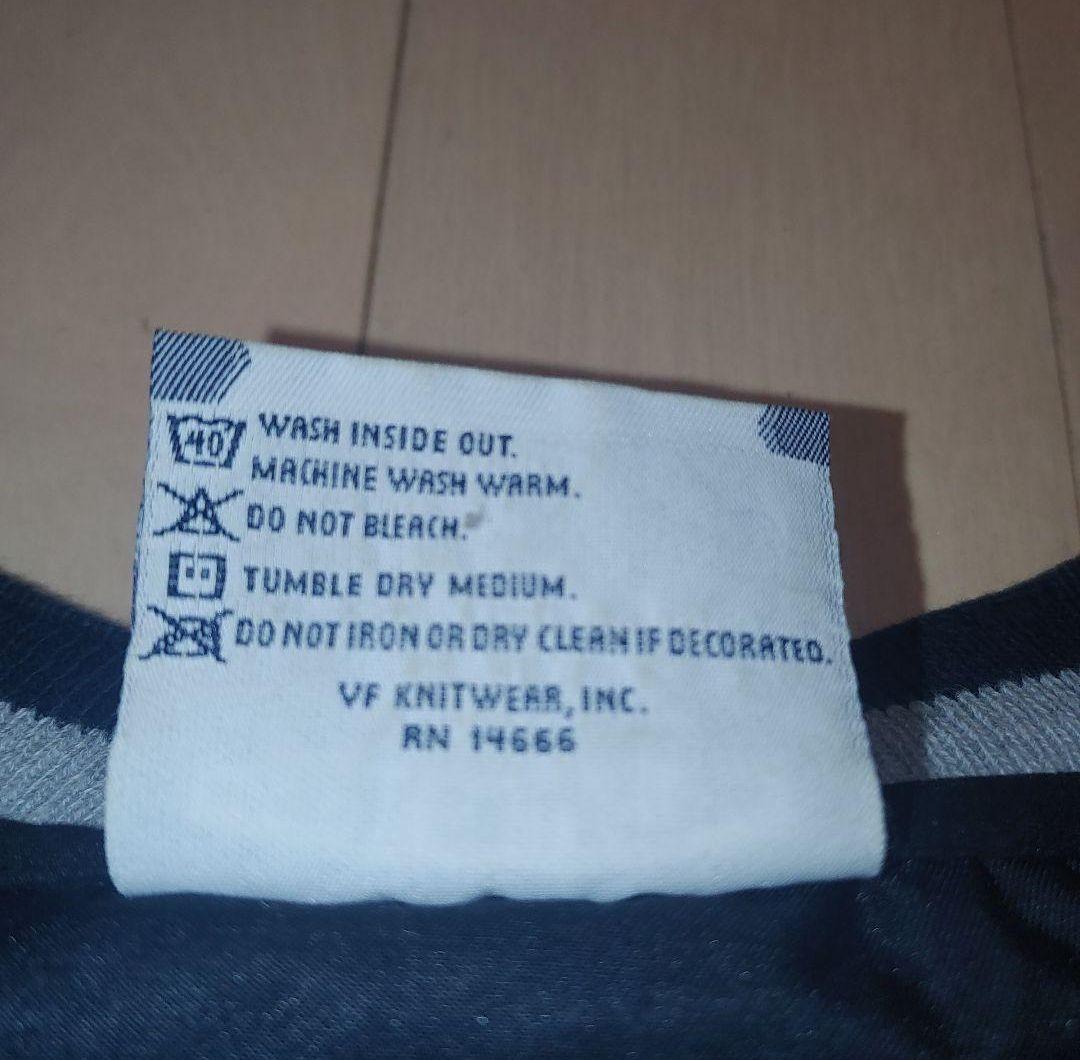 40 WASH INSIDE OUT.
MACHINE WASH WARM.
DO NOT BLEACH.
TUMBLE DRY MEDIUM.
DO NOT IRON OR DRY CLEAN IF DECORATED.
VF KNITWEAR, INC.
RN 14666